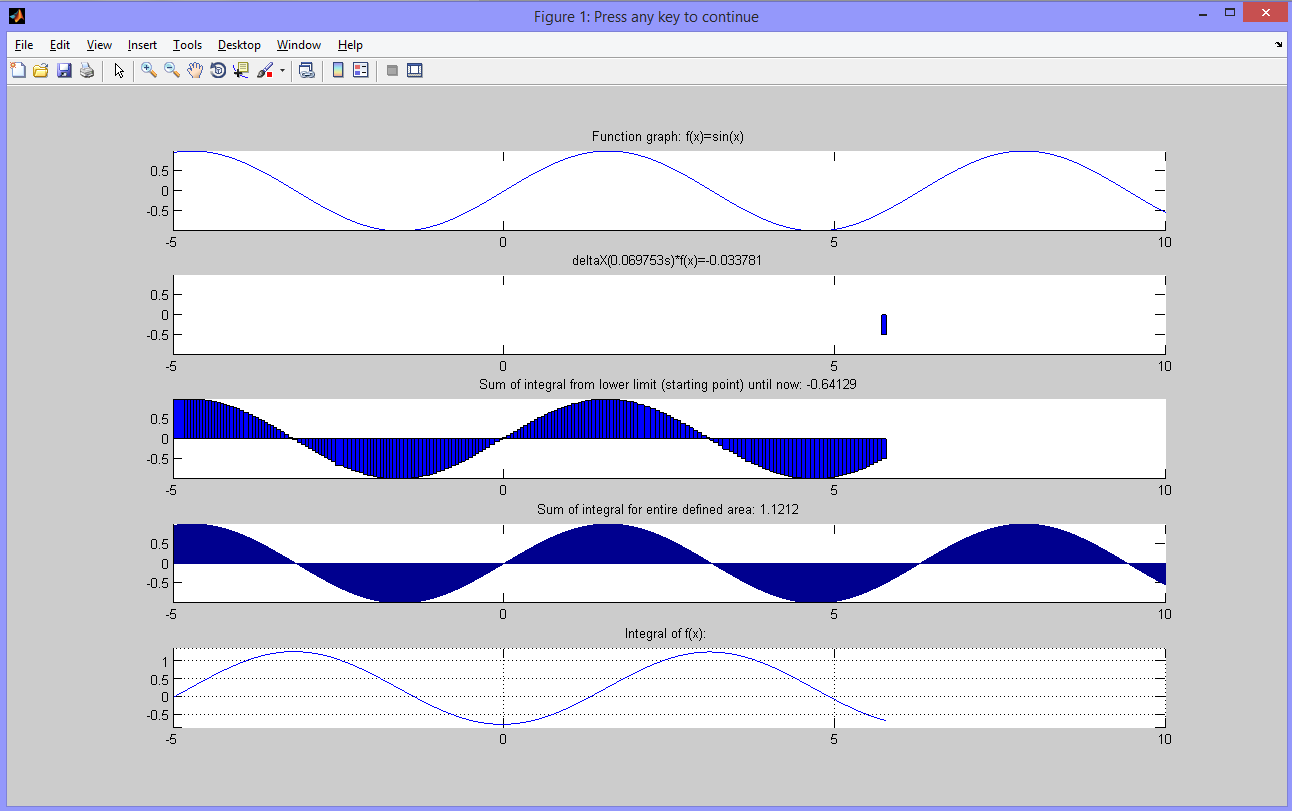 Figure 1: Press any key to continue
File Edit View Insert Tools Desktop Window Help
Function graph: f(x)=sin(x)
0.5
0
-0.5
-5 0 5 10
deltaX(0.069753s)*f(x)=-0.033781
0.5
0
-0.5
-5 0 5 10
Sum of integral from lower limit (starting point) until now: -0.64129
0.5
0
-0.5
-5 0 5 10
Sum of integral for entire defined area: 1.1212
0.5
0
-0.5
-5 0 5 10
Integral of f(x):
1
0.5
0
-0.5
-5 0 5 10